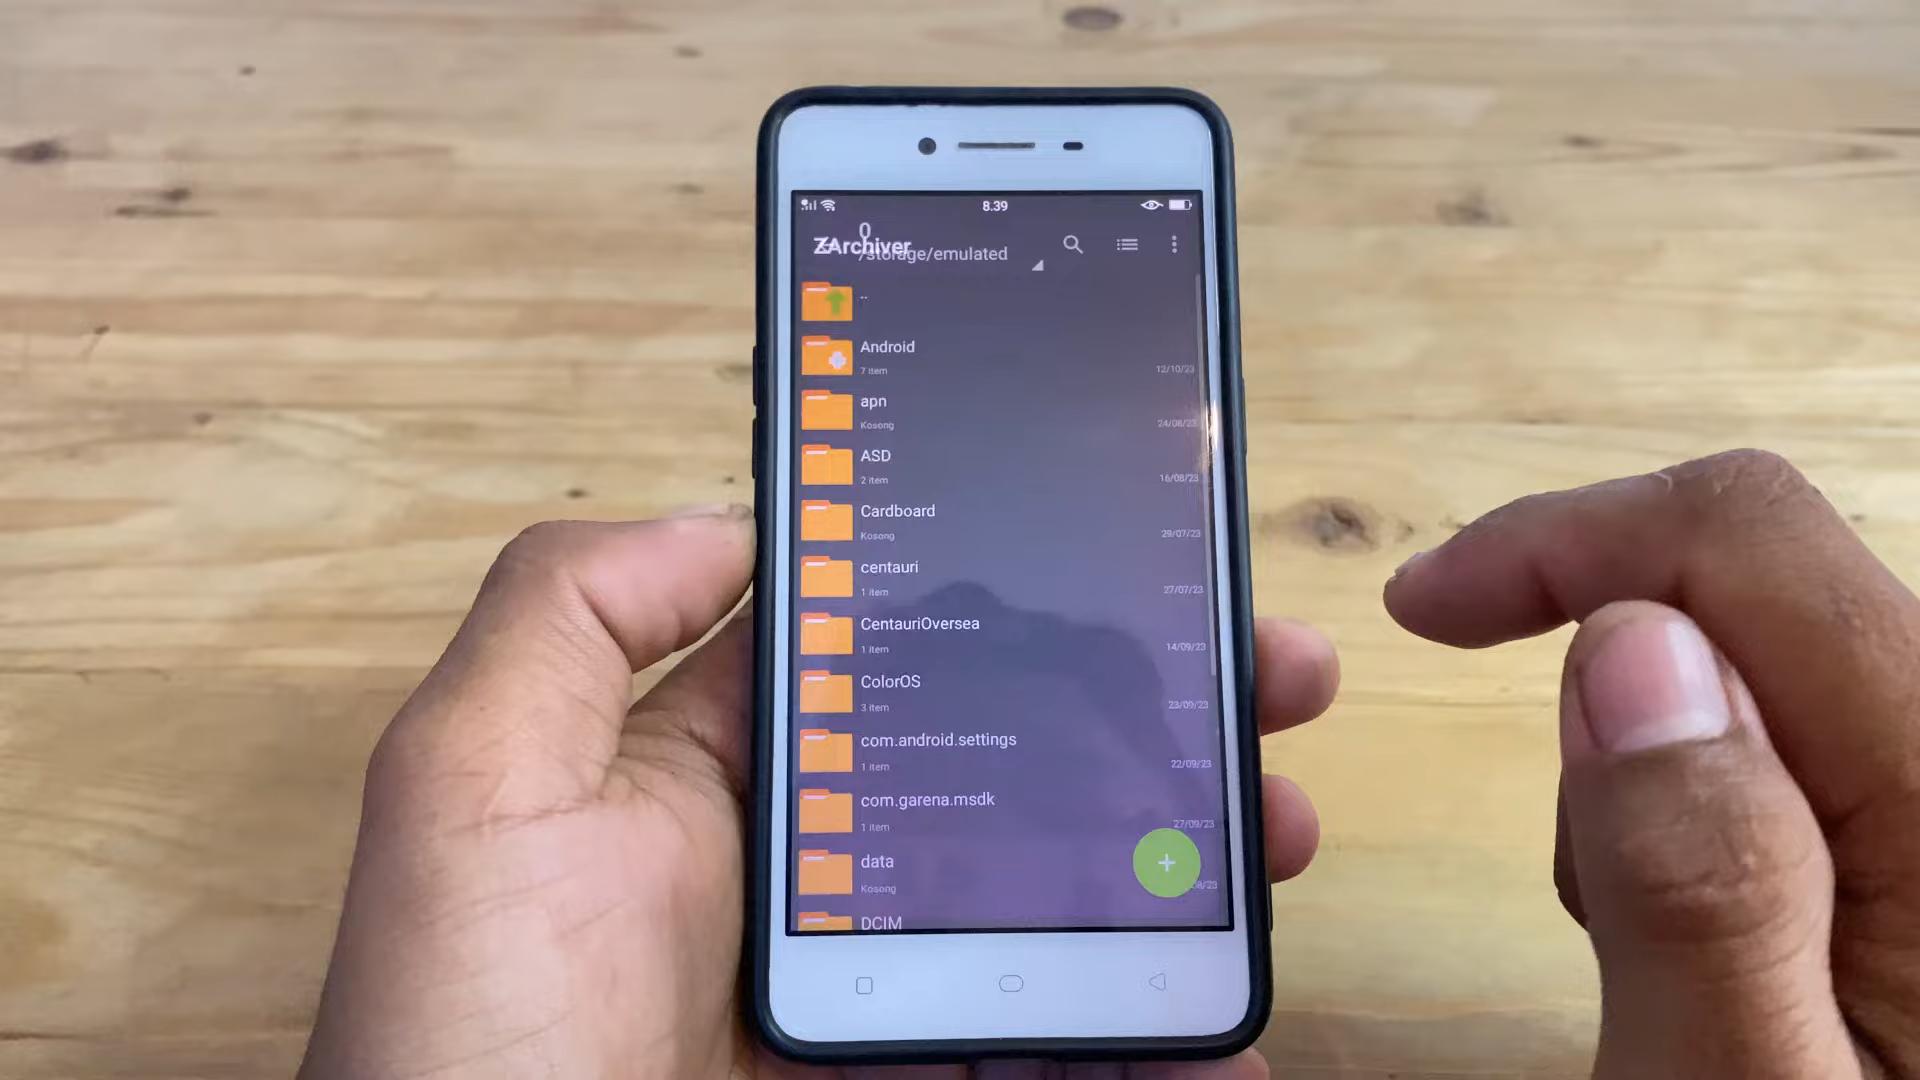 8.39
ZArchiver
0
/storage/emulated
..
Android
7 item
12/10/23
apn
Kosong
24/08/23
ASD
2 item
16/08/23
Cardboard
Kosong
29/07/23
centauri
1 item
27/07/23
CentauriOversea
1 item
14/09/23
ColorOS
3 item
23/09/23
com.android.settings
1 item
22/09/23
com.garena.msdk
1 item
27/09/23
data
Kosong
DCIM